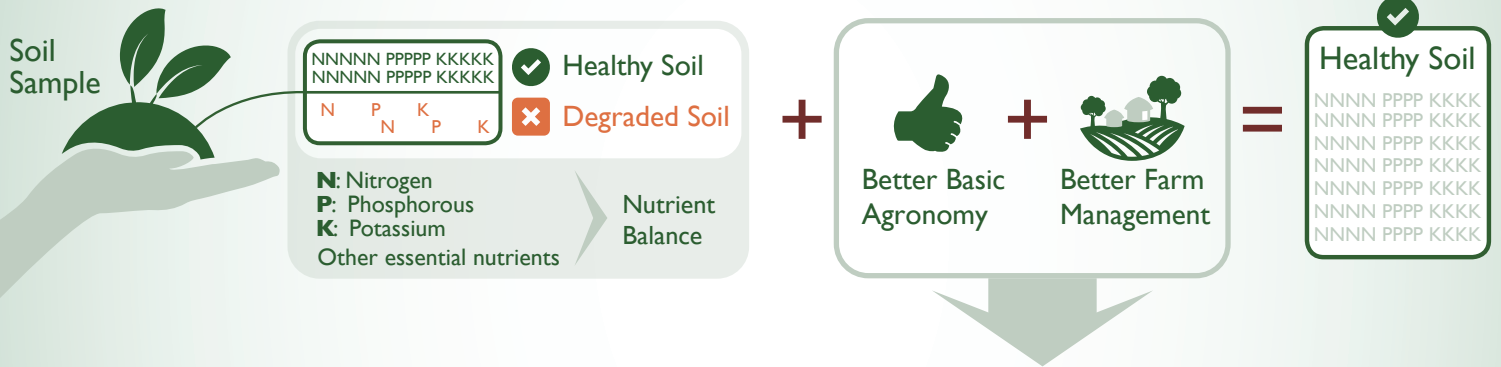 Soil
Sample
NNNNN PPPPP KKKKK
NNNNN PPPPP KKKKK
N P K
N P K
Healthy Soil
Degraded Soil
N: Nitrogen
P: Phosphorous
K: Potassium
Other essential nutrients
Nutrient
Balance
+
Better Basic
Agronomy
+
Better Farm
Management
=
Healthy Soil
NNNN PPPP KKKK
NNNN PPPP KKKK
NNNN PPPP KKKK
NNNN PPPP KKKK
NNNN PPPP KKKK
NNNN PPPP KKKK
NNNN PPPP KKKK